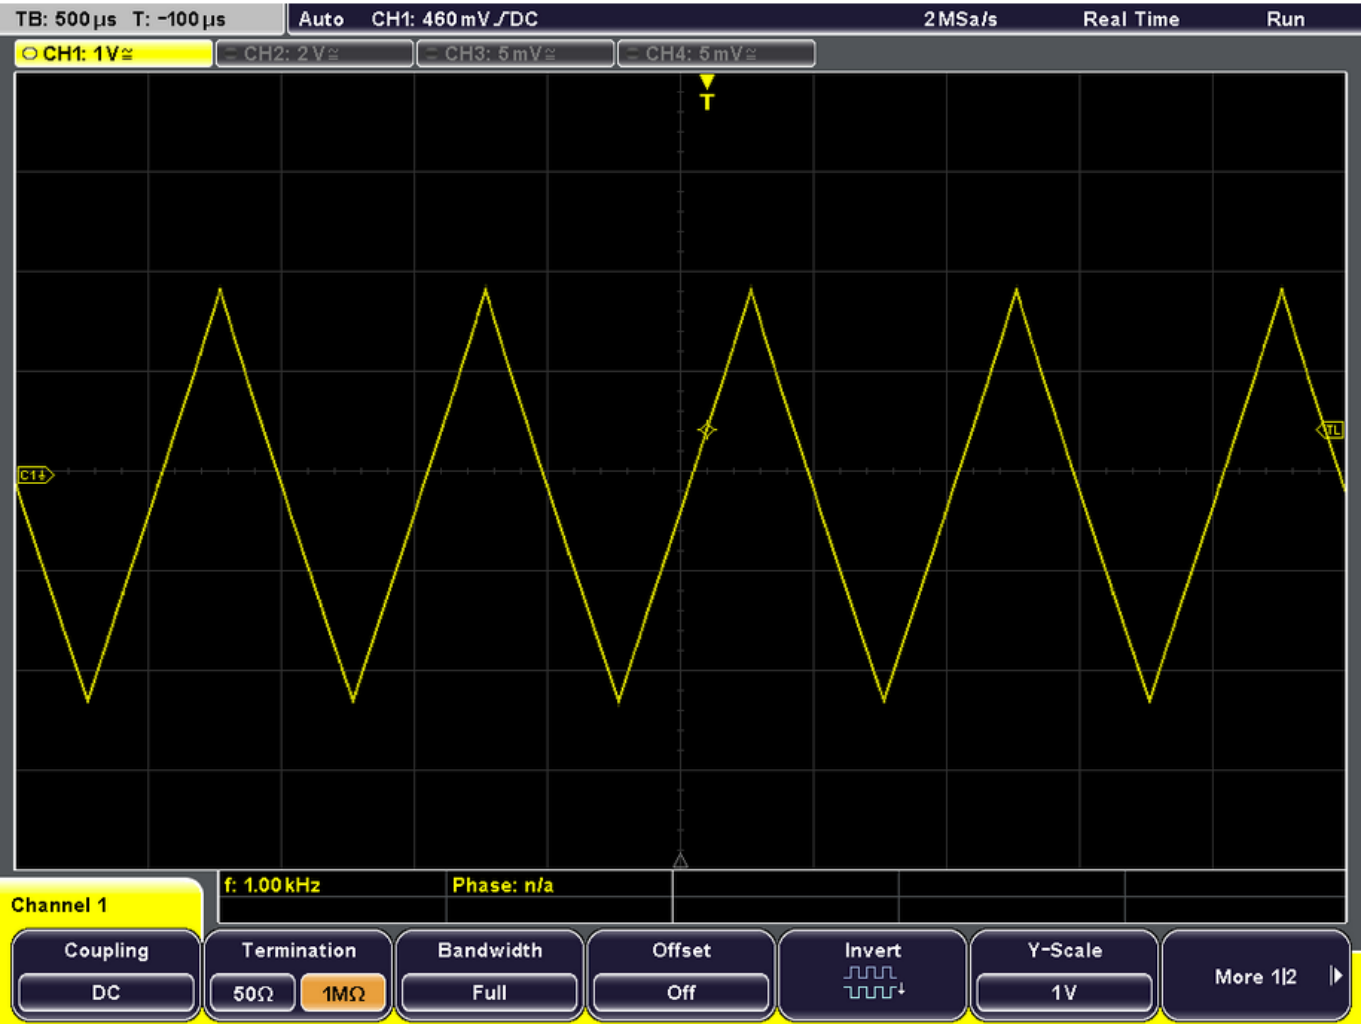 TB: 500 µs T: -100 µs Auto CH1: 460 mV DC 2 MSa/s Real Time Run
CH1: 1 V≅ CH2: 2 V≅ CH3: 5 mV≅ CH4: 5 mV≅
T
TL
C1
f: 1.00 kHz Phase: n/a
Channel 1
Coupling Termination Bandwidth Offset Invert Y-Scale More 1|2
DC 50Ω 1MΩ Full Off 1 V